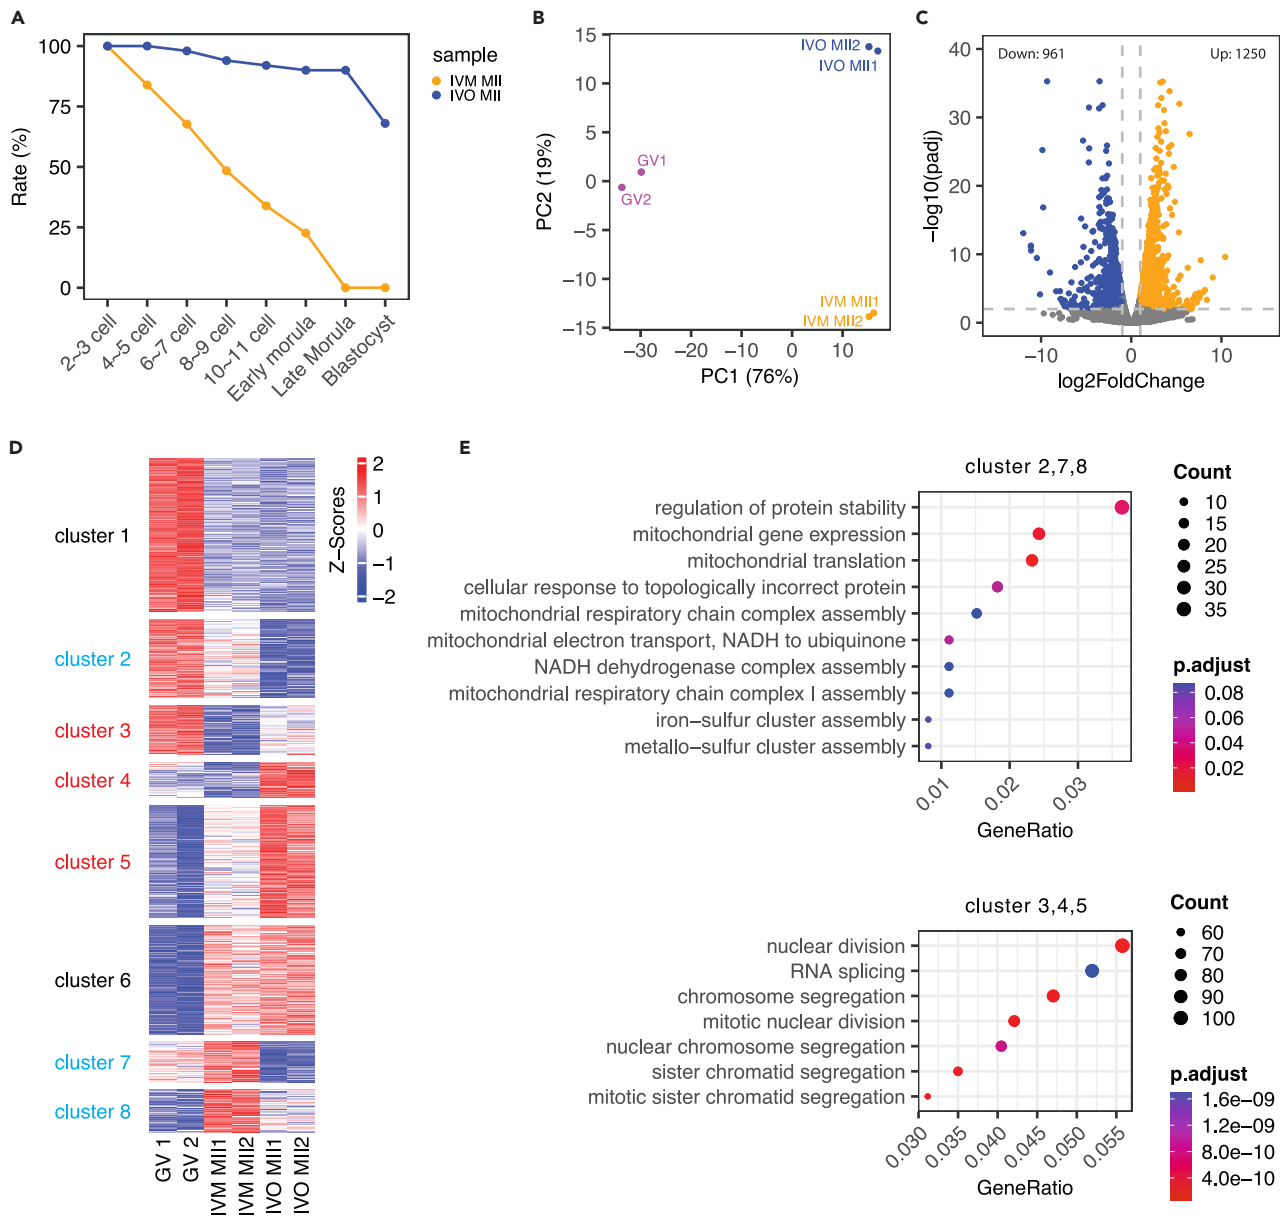 A
100
75
50
25
0
Rate (%)
2~3 cell
4~5 cell
6~7 cell
8~9 cell
10~11 cell
Early morula
Late Morula
Blastocyst
sample
IVM MII
IVO MII
B
15
10
5
0
−5
−10
−15
PC2 (19%)
IVO MII2
IVO MII1
GV1
GV2
IVM MII1
IVM MII2
−30
−20
−10
0
10
PC1 (76%)
C
40
30
20
10
0
−log10(padj)
Down: 961
Up: 1250
−10
0
10
log2FoldChange
D
cluster 1
cluster 2
cluster 3
cluster 4
cluster 5
cluster 6
cluster 7
cluster 8
GV 1
GV 2
IVM MII1
IVM MII2
IVO MII1
IVO MII2
Z−Scores
2
1
0
−1
−2
E
cluster 2,7,8
regulation of protein stability
mitochondrial gene expression
mitochondrial translation
cellular response to topologically incorrect protein
mitochondrial respiratory chain complex assembly
mitochondrial electron transport, NADH to ubiquinone
NADH dehydrogenase complex assembly
mitochondrial respiratory chain complex I assembly
iron−sulfur cluster assembly
metallo−sulfur cluster assembly
0.01
0.02
0.03
GeneRatio
Count
10
15
20
25
30
35
p.adjust
0.08
0.06
0.04
0.02
cluster 3,4,5
nuclear division
RNA splicing
chromosome segregation
mitotic nuclear division
nuclear chromosome segregation
sister chromatid segregation
mitotic sister chromatid segregation
0.030
0.035
0.040
0.045
0.050
0.055
GeneRatio
Count
60
70
80
90
100
p.adjust
1.6e−09
1.2e−09
8.0e−10
4.0e−10